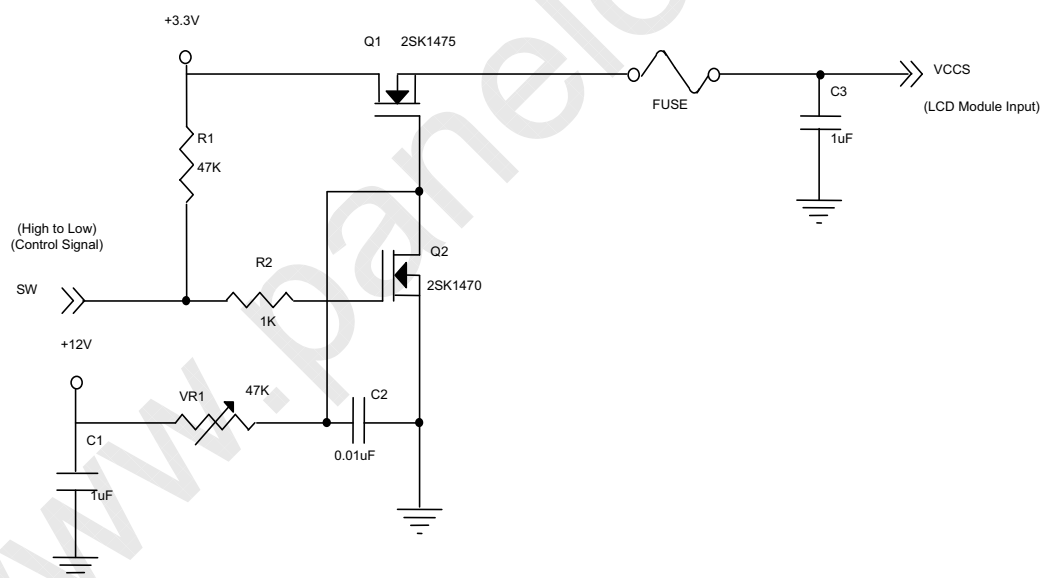 +3.3V
Q1 2SK1475
VCCS
FUSE
C3
(LCD Module Input)
1uF
R1
47K
(High to Low)
(Control Signal)
Q2
R2
SW
2SK1470
1K
+12V
VR1
47K
C2
C1
0.01uF
1uF
www.panelo